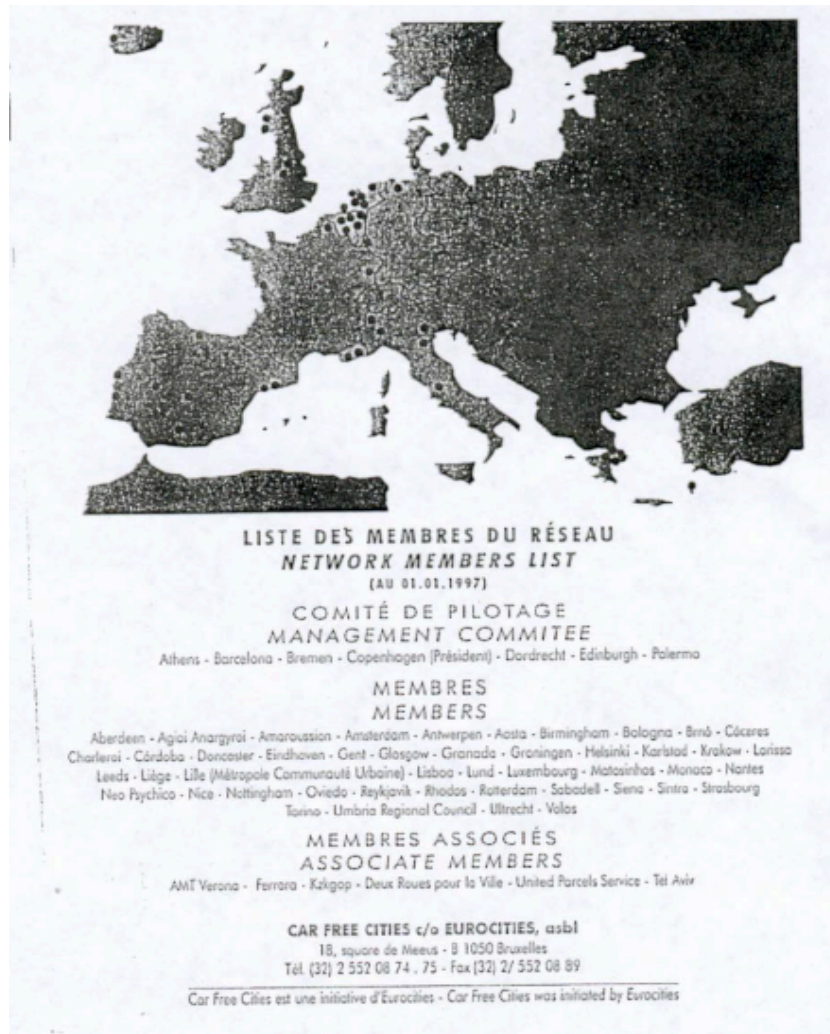 LISTE DES MEMBRES DU RÉSEAU
NETWORK MEMBERS LIST
(AU 01.01.1997)
COMITÉ DE PILOTAGE
MANAGEMENT COMMITEE
Athens - Barcelona - Bremen - Copenhagen (Président) - Dordrecht - Edinburgh - Palermo
MEMBRES
MEMBERS
Aberdeen - Agioi Anargyroi - Amaroussion - Amsterdam - Antwerpen - Aosta - Birmingham - Bologna - Brnô - Cáceres
Charleroi - Córdoba - Doncaster - Eindhoven - Gent - Glasgow - Granada - Groningen - Helsinki - Karlstad - Krakow - Larissa
Leeds - Liège - Lille (Métropole Communauté Urbaine) - Lisboa - Lund - Luxembourg - Matosinhos - Monaco - Nantes
Neo Psychico - Nice - Nottingham - Oviedo - Reykjavik - Rhodos - Rotterdam - Sabadell - Siena - Sintra - Strasbourg
Torino - Umbria Regional Council - Ultrecht - Volos
MEMBRES ASSOCIÉS
ASSOCIATE MEMBERS
AMT Verona - Ferrara - Kzkgop - Deux Roues pour la Ville - United Parcels Service - Tel Aviv
CAR FREE CITIES c/o EUROCITIES, asbl
18, square de Meeus - B 1050 Bruxelles
Tél. (32) 2 552 08 74 . 75 - Fax (32) 2/ 552 08 89
Car Free Cities est une initiative d'Eurocities - Car Free Cities was initiated by Eurocities